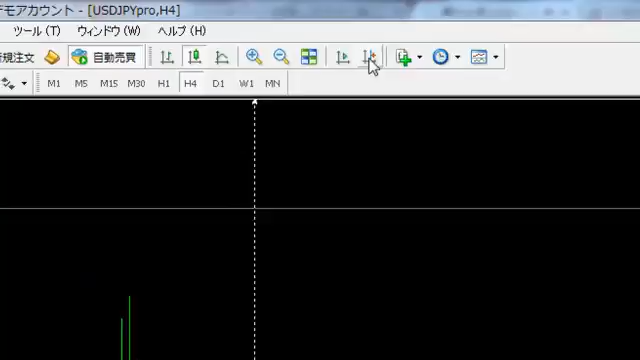 デモアカウント - [USDJPYpro,H4]
ツール(T) ウィンドウ(W) ヘルプ(H)
新規注文 自動売買
M1 M5 M15 M30 H1 H4 D1 W1 MN